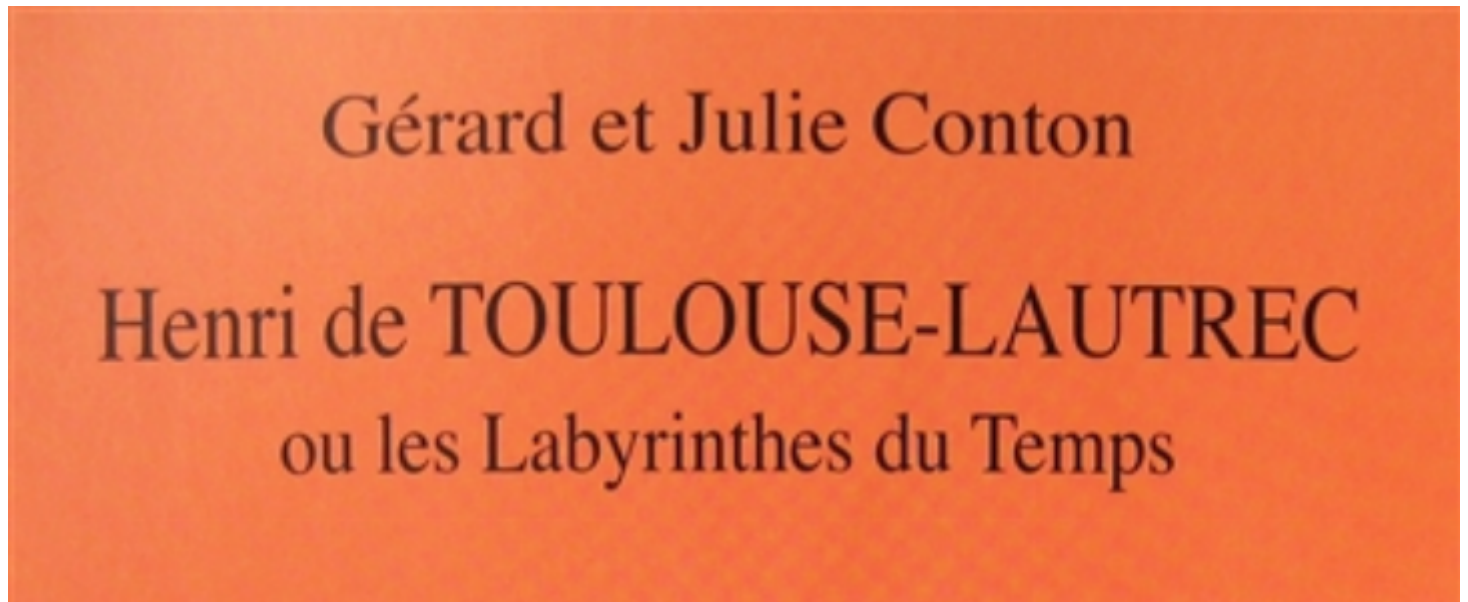 Gérard et Julie Conton
Henri de TOULOUSE-LAUTREC
ou les Labyrinthes du Temps